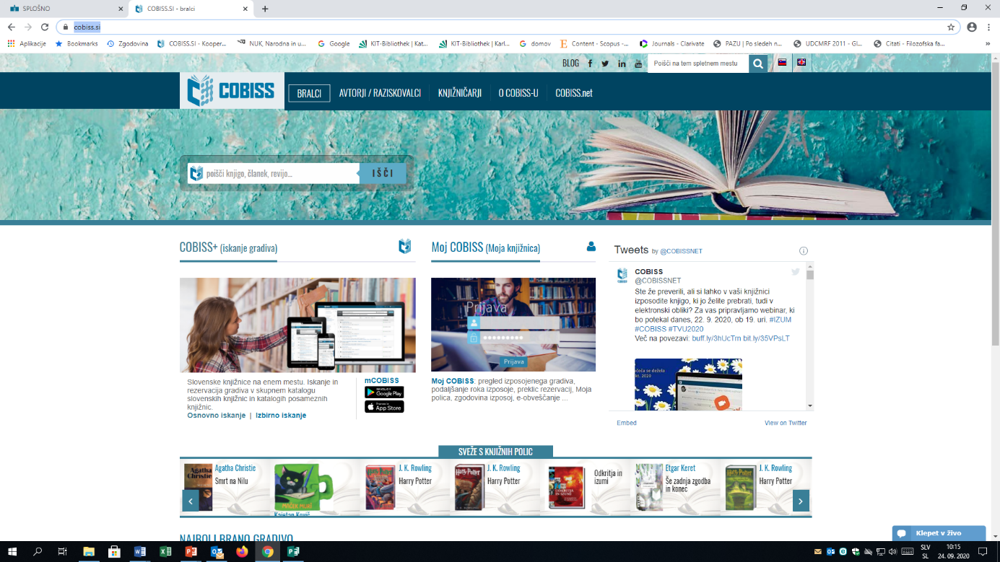 SPLOŠNO
COBISS.SI - bralci
cobiss.si
Aplikacije
Bookmarks
Zgodovina
COBISS.SI - Kooper...
NUK, Narodna in u...
Google
KIT-Bibliothek | Kat...
KIT-Bibliothek | Karl...
domov
Content - Scopus -...
Journals - Clarivate
PAZU | Po sledeh n...
UDCMRF 2011 - Gl...
Citati - Filozofska fa...
BLOG
Poišči na tem spletnem mestu
COBISS
BRALCI
AVTORJI / RAZISKOVALCI
KNJIŽNIČARJI
O COBISS-U
COBISS.net
poišči knjigo, članek, revijo...
IŠČI
COBISS+ (iskanje gradiva)
Slovenske knjižnice na enem mestu. Iskanje in
rezervacija gradiva v skupnem katalogu
slovenskih knjižnic in katalogih posameznih
knjižnic.
Osnovno iskanje | Izbirno iskanje
mCOBISS
Google Play
App Store
Moj COBISS (Moja knjižnica)
Prijava
Prijava
Moj COBISS: pregled izposojenega gradiva,
podaljšanje roka izposoje, preklic rezervacij, Moja
polica, zgodovina izposoj, e-obveščanje ...
Tweets by @COBISSNET
COBISS
@COBISSNET
Ste že preverili, ali si lahko v vaši knjižnici
izposodite knjigo, ki jo želite prebrati, tudi v
elektronski obliki? Za vas pripravljamo webinar, ki
bo potekal danes, 22. 9. 2020, ob 19. uri. #IZUM
#COBISS #TVU2020
Več na povezavi: buff.ly/3hUcTrn bit.ly/35VPsLT
Embed
View on Twitter
SVEŽE S KNJIŽNIH POLIC
Agatha Christie
Smrt na Nilu
Kajetan Kovič
J. K. Rowling
Harry Potter
J. K. Rowling
Harry Potter
Odkritja in
izumi
Etgar Keret
Še zadnja zgodba
in konec
J. K. Rowling
Harry Potter
NAJBOLJ BRANO GRADIVO
Klepet v živo
SLV
SL
10:15
24. 09. 2020